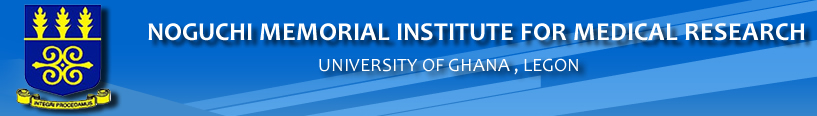 NOGUCHI MEMORIAL INSTITUTE FOR MEDICAL RESEARCH
UNIVERSITY OF GHANA , LEGON
INTEGRI PROCEDAMUS